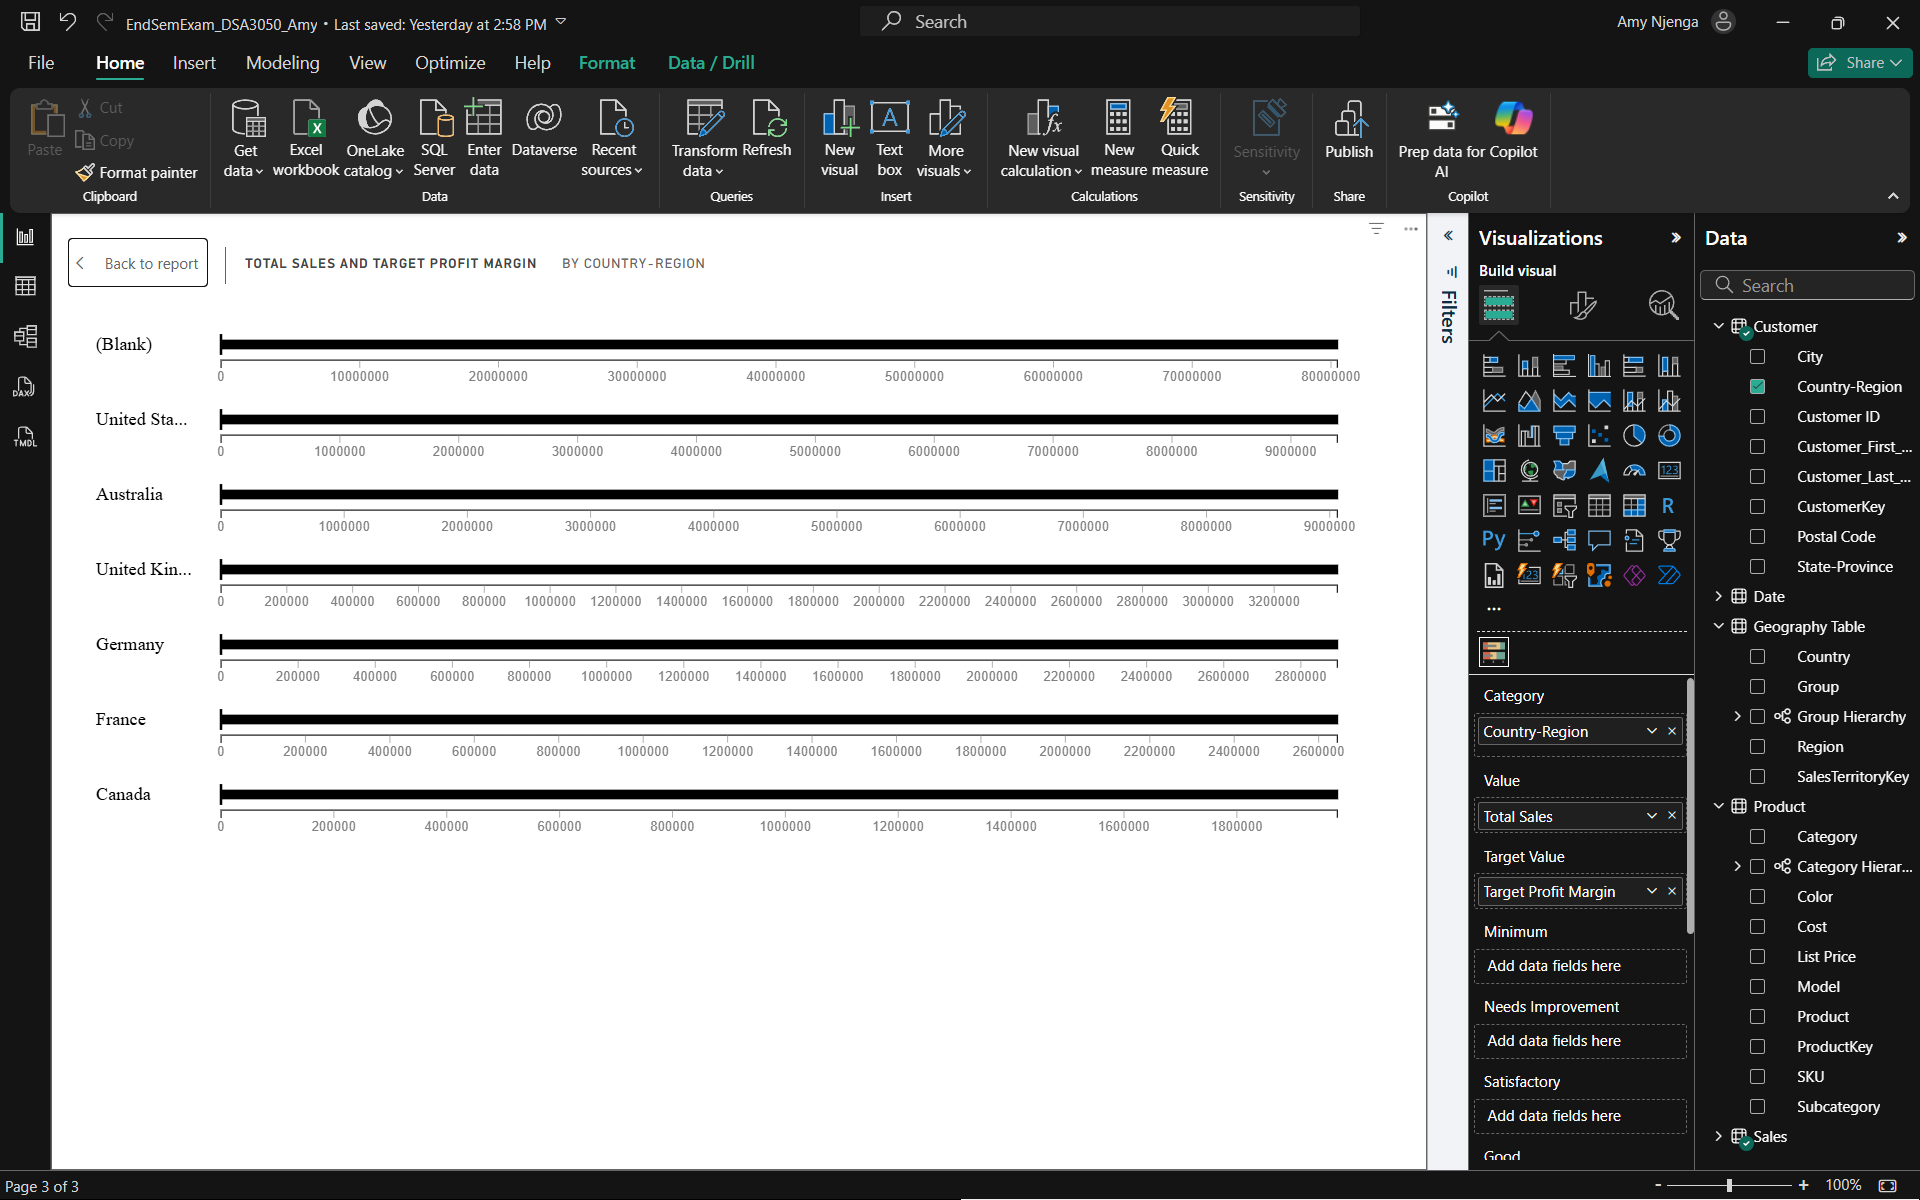 EndSemExam_DSA3050_Amy • Last saved: Yesterday at 2:58 PM
Search
Amy Njenga
File
Home
Insert
Modeling
View
Optimize
Help
Format
Data / Drill
Share
Paste
Cut
Copy
Format painter
Clipboard
Get data
Excel workbook
OneLake catalog
SQL Server
Enter data
Dataverse
Recent sources
Data
Transform data
Refresh
Queries
New visual
Text box
More visuals
Insert
New visual calculation
New measure
Quick measure
Calculations
Sensitivity
Sensitivity
Publish
Share
Prep data for AI
Copilot
Copilot
DAX
TMDL
Back to report
TOTAL SALES AND TARGET PROFIT MARGIN
BY COUNTRY-REGION
(Blank)
0 10000000 20000000 30000000 40000000 50000000 60000000 70000000 80000000
United Sta...
0 1000000 2000000 3000000 4000000 5000000 6000000 7000000 8000000 9000000
Australia
0 1000000 2000000 3000000 4000000 5000000 6000000 7000000 8000000 9000000
United Kin...
0 200000 400000 600000 800000 1000000 1200000 1400000 1600000 1800000 2000000 2200000 2400000 2600000 2800000 3000000 3200000
Germany
0 200000 400000 600000 800000 1000000 1200000 1400000 1600000 1800000 2000000 2200000 2400000 2600000 2800000
France
0 200000 400000 600000 800000 1000000 1200000 1400000 1600000 1800000 2000000 2200000 2400000 2600000
Canada
0 200000 400000 600000 800000 1000000 1200000 1400000 1600000 1800000
Filters
Visualizations
Build visual
123
R
Py
123
...
Category
Country-Region
Value
Total Sales
Target Value
Target Profit Margin
Minimum
Add data fields here
Needs Improvement
Add data fields here
Satisfactory
Add data fields here
Good
Data
Search
Customer
City
Country-Region
Customer ID
Customer_First_...
Customer_Last_...
CustomerKey
Postal Code
State-Province
Date
Geography Table
Country
Group
Group Hierarchy
Region
SalesTerritoryKey
Product
Category
Category Hierar...
Color
Cost
List Price
Model
Product
ProductKey
SKU
Subcategory
Sales
Page 3 of 3
- + 100%